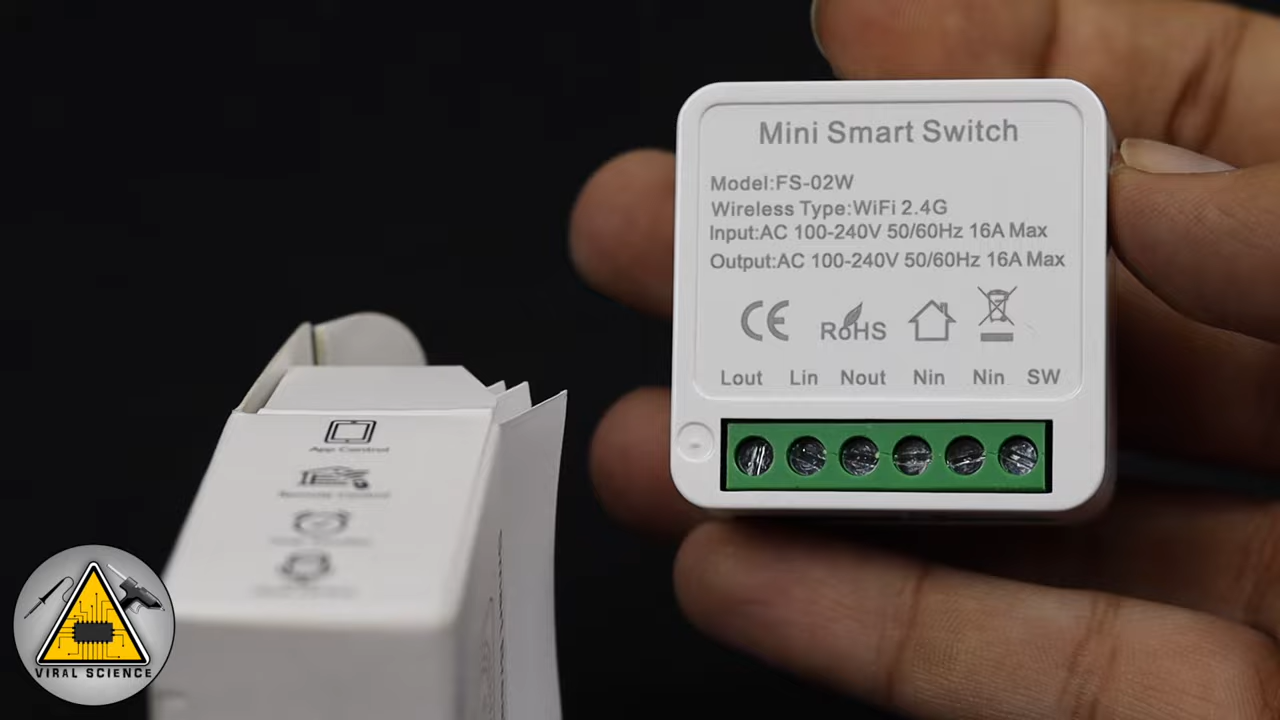 Mini Smart Switch
Model:FS-02W
Wireless Type:WiFi 2.4G
Input:AC 100-240V 50/60Hz 16A Max
Output:AC 100-240V 50/60Hz 16A Max
CE
RoHS
Lout Lin Nout Nin Nin SW
App Control
Remote Control
VIRAL SCIENCE